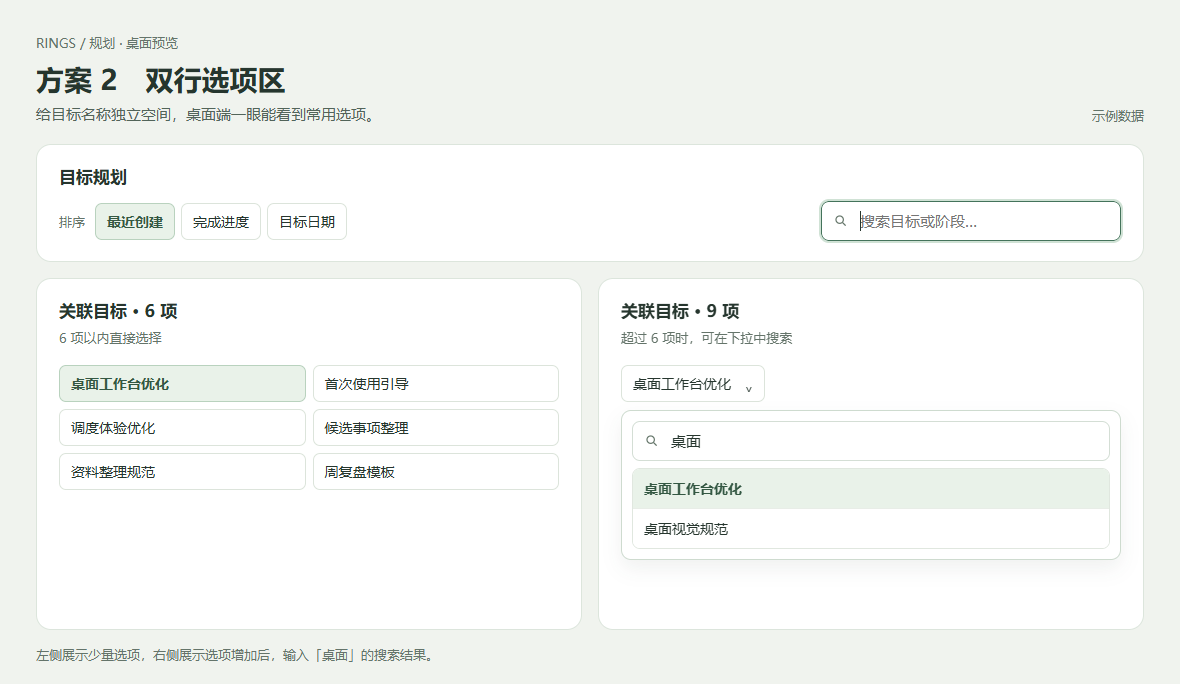 RINGS / 规划 · 桌面预览
方案 2　双行选项区
给目标名称独立空间，桌面端一眼能看到常用选项。
示例数据
目标规划
排序 最近创建 完成进度 目标日期 搜索目标或阶段...
关联目标 • 6 项
6 项以内直接选择
桌面工作台优化 首次使用引导
调度体验优化 候选事项整理
资料整理规范 周复盘模板
关联目标 • 9 项
超过 6 项时，可在下拉中搜索
桌面工作台优化
桌面
桌面工作台优化
桌面视觉规范
左侧展示少量选项，右侧展示选项增加后，输入「桌面」的搜索结果。